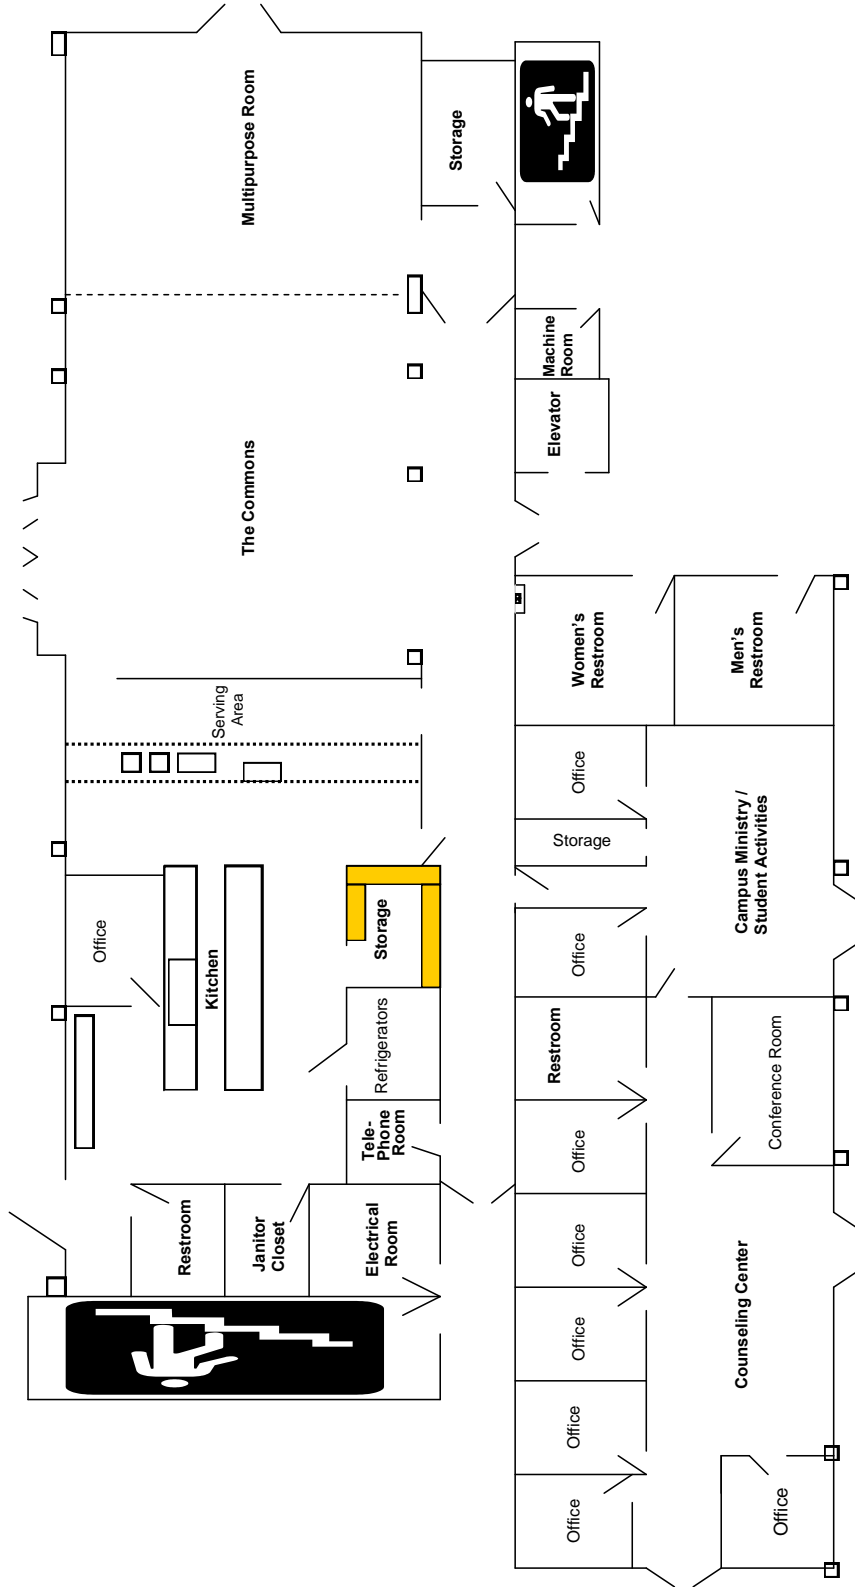 Multipurpose Room
Storage
The Commons
Machine
Room
Elevator
Serving
Area
Women’s
Restroom
Men’s
Restroom
Office
Storage
Campus Ministry /
Student Activities
Office
Kitchen
Storage
Office
Refrigerators
Restroom
Conference Room
Tele-
Phone
Room
Office
Restroom
Janitor
Closet
Electrical
Room
Office
Counseling Center
Office
Office
Office
Office